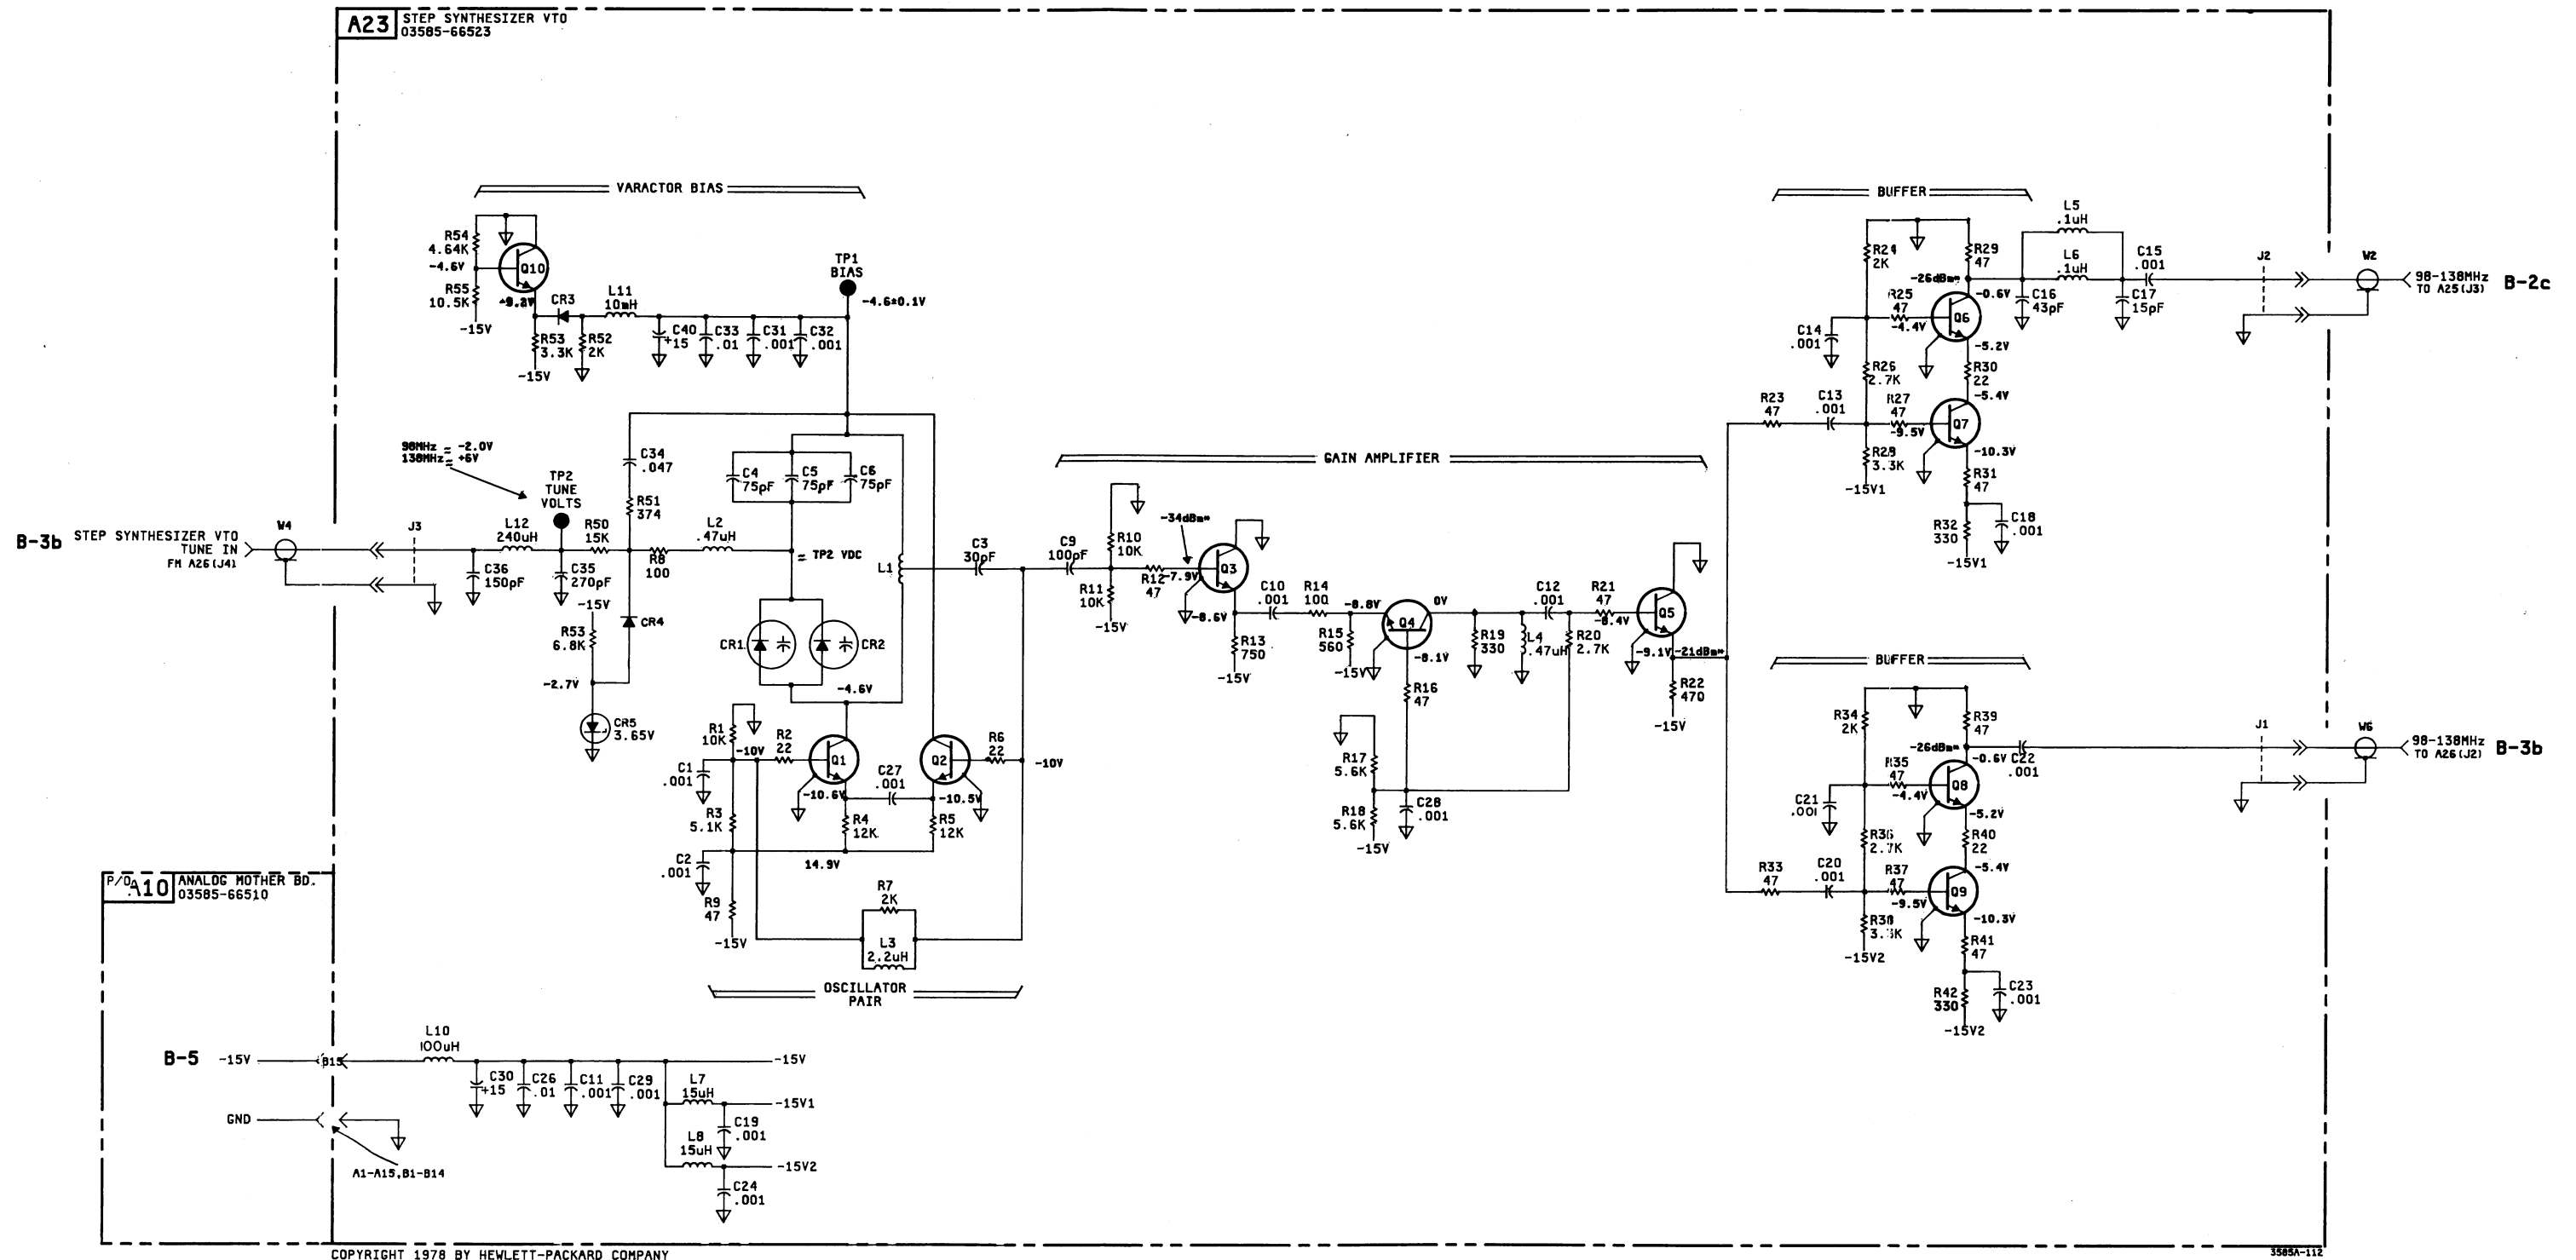 A23
STEP SYNTHESIZER VTO
03585-66523
VARACTOR BIAS
R54
4.64K
-4.6V
R55
10.5K
-15V
Q10
CR3
L11
10mH
R53
3.3K
-15V
R52
2K
C40
+15
C33
.01
C31
.001
C32
.001
TP1
BIAS
-4.6±0.1V
98MHz ≈ -2.0V
138MHz ≈ +6V
TP2
TUNE
VOLTS
C34
.047
R51
374
C4
75pF
C5
75pF
C6
75pF
B-3b
STEP SYNTHESIZER VTO
TUNE IN
FM A26(J4)
W4
J3
L12
240uH
C36
150pF
C35
270pF
R50
15K
R8
100
L2
.47uH
≈ TP2 VDC
L1
-15V
R53
6.8K
CR4
-2.7V
CR5
3.65V
CR1
CR2
-4.6V
R1
10K
-10V
R2
22
Q1
-10.6V
C27
.001
Q2
-10.5V
R6
22
-10V
C1
.001
R3
5.1K
R4
12K
R5
12K
C2
.001
14.9V
R9
47
-15V
R7
2K
L3
2.2uH
OSCILLATOR
PAIR
C3
30pF
C9
100pF
GAIN AMPLIFIER
R10
10K
R11
10K
-15V
R12
47
-34dBm*
-7.9V
Q3
-8.6V
R13
750
-15V
C10
.001
R14
100
-8.8V
R15
560
-15V
Q4
0V
-8.1V
R16
47
R17
5.6K
R18
5.6K
-15V
C28
.001
R19
330
L4
.47uH
C12
.001
R20
2.7K
R21
47
-8.4V
Q5
-9.1V
-21dBm*
R22
470
-15V
BUFFER
R24
2K
R29
47
-26dBm*
-0.6V
R25
47
-4.4V
Q6
-5.2V
C14
.001
R26
2.7K
R30
22
-5.4V
R23
47
C13
.001
R27
47
-9.5V
Q7
-10.3V
3.3K
-15V1
R31
47
R32
330
-15V1
C18
.001
L5
.1uH
L6
.1uH
C16
43pF
C17
15pF
C15
.001
J2
W2
98-138MHz
TO A25(J3)
B-2c
BUFFER
R34
2K
R39
47
-26dBm*
-0.6V
C22
.001
R35
47
-4.4V
Q8
-5.2V
C21
.001
R36
2.7K
R40
22
-5.4V
R33
47
C20
.001
R37
47
-9.5V
Q9
-10.3V
-15V2
R41
47
R42
330
-15V2
C23
.001
J1
W6
98-138MHz
TO A26(J2)
B-3b
P/O
A10
ANALOG MOTHER BD.
03585-66510
B-5
-15V
B15
L10
100uH
C30
+15
C26
.01
C11
.001
C29
.001
-15V
L7
15uH
-15V1
C19
.001
L8
15uH
-15V2
C24
.001
GND
A1-A15,B1-B14
COPYRIGHT 1978 BY HEWLETT-PACKARD COMPANY
3585A-112